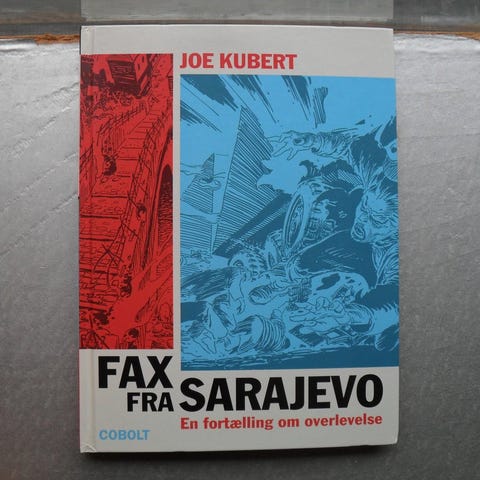 JOE KUBERT
FAX
FRA SARAJEVO
En fortælling om overlevelse
COBOLT